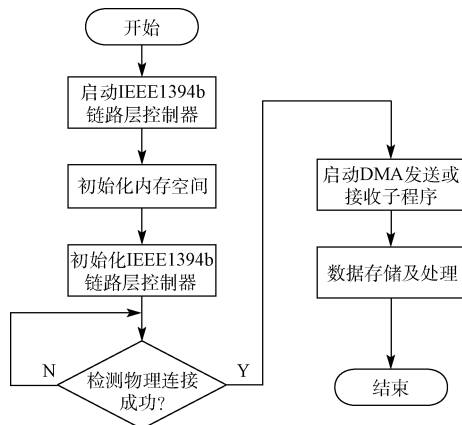 开始
启动IEEE1394b
链路层控制器
初始化内存空间
初始化IEEE1394b
链路层控制器
N
检测物理连接
成功?
Y
启动DMA发送或
接收子程序
数据存储及处理
结束